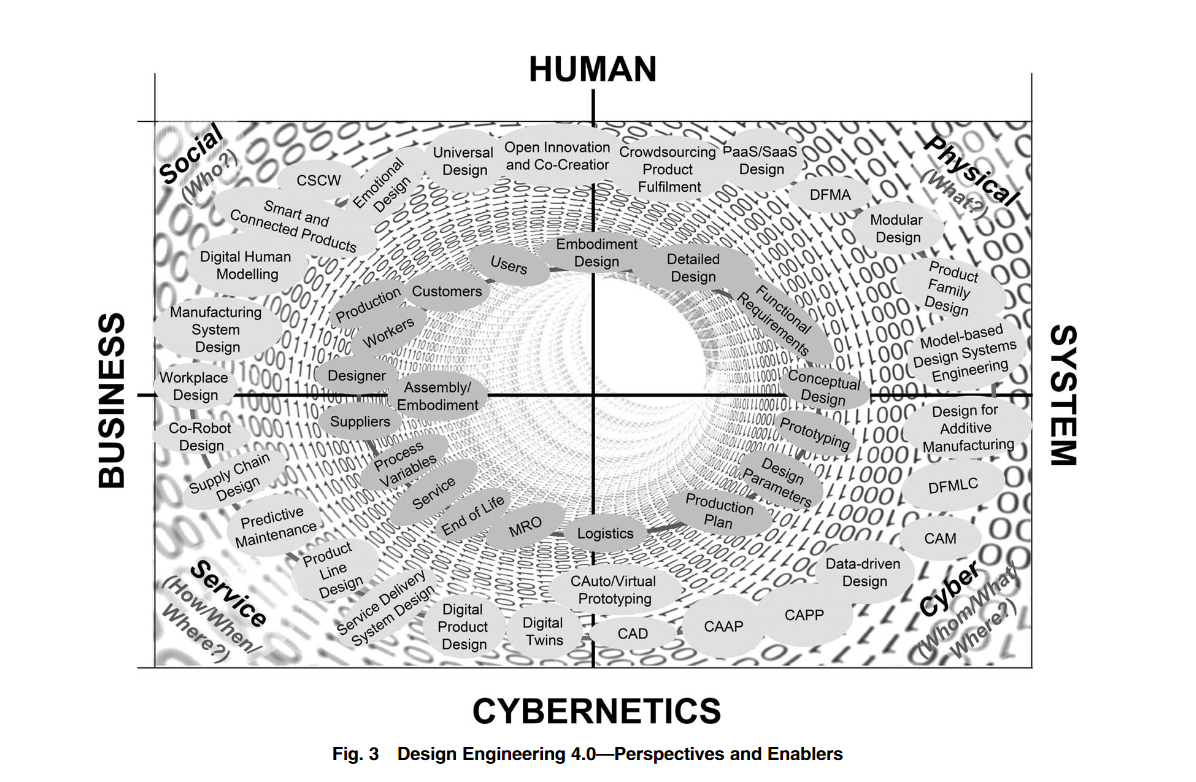 HUMAN
Social
(Who?)
Physical
(What?)
CSCW
Emotional
Design
Universal
Design
Open Innovation
and Co-Creatior
Crowdsourcing
Product
Fulfilment
PaaS/SaaS
Design
DFMA
Modular
Design
Smart and
Connected Products
Digital Human
Modelling
Manufacturing
System
Design
Product
Family
Design
Model-based
Design Systems
Engineering
Users
Embodiment
Design
Detailed
Design
Functional
Requirements
Customers
Production
Workers
Designer
Assembly/
Embodiment
Conceptual
Design
BUSINESS
SYSTEM
Workplace
Design
Co-Robot
Design
Supply Chain
Design
Predictive
Maintenance
Product
Line
Design
Suppliers
Process
Variables
Service
End of Life
MRO
Logistics
Production
Plan
Design
Parameters
Prototyping
Design for
Additive
Manufacturing
DFMLC
CAM
Data-driven
Design
CAPP
CAAP
CAD
CAuto/Virtual
Prototyping
Digital
Twins
Digital
Product
Design
Service Delivery
System Design
Service
(How/When/
Where?)
Cyber
(Whom/What
Where?)
CYBERNETICS
Fig. 3 Design Engineering 4.0—Perspectives and Enablers